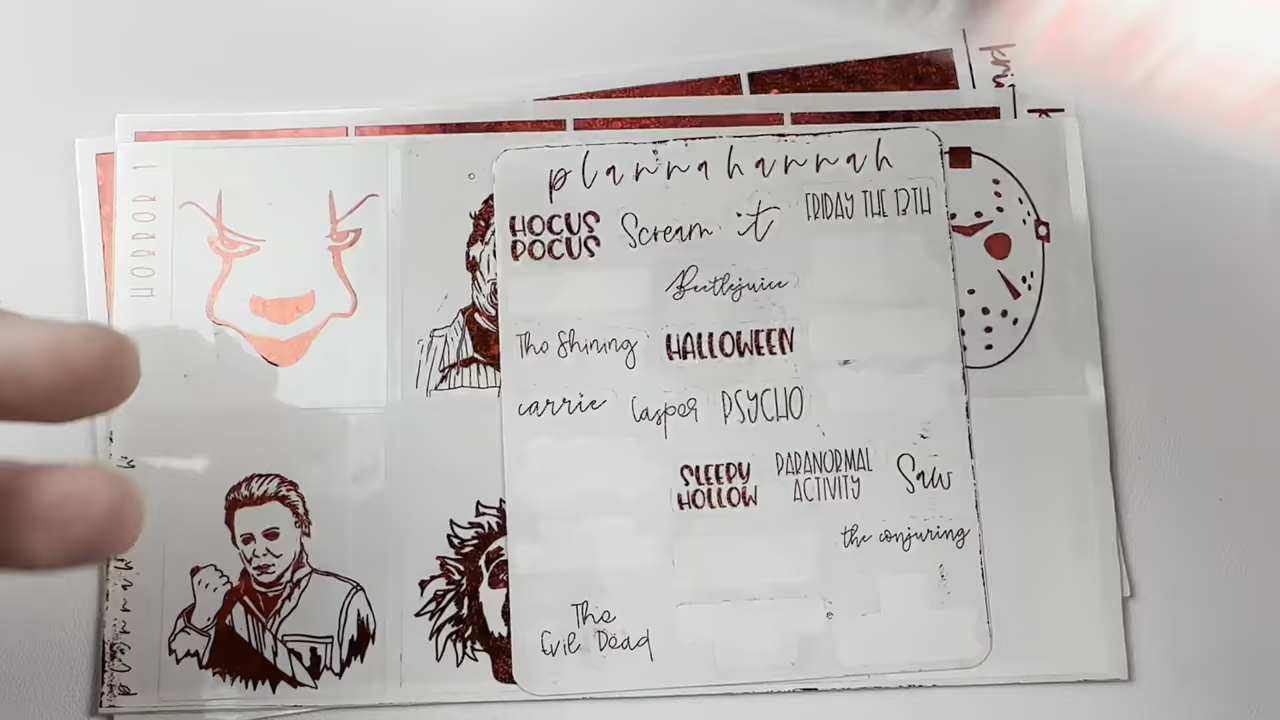 plannahannah
HOCUS POCUS
Scream
it
FRIDAY THE 13TH
Beetlejuice
The Shining
HALLOWEEN
carrie
Casper
PSYCHO
SLEEPY HOLLOW
PARANORMAL ACTIVITY
Saw
the conjuring
The Evil Dead
HORROR 1